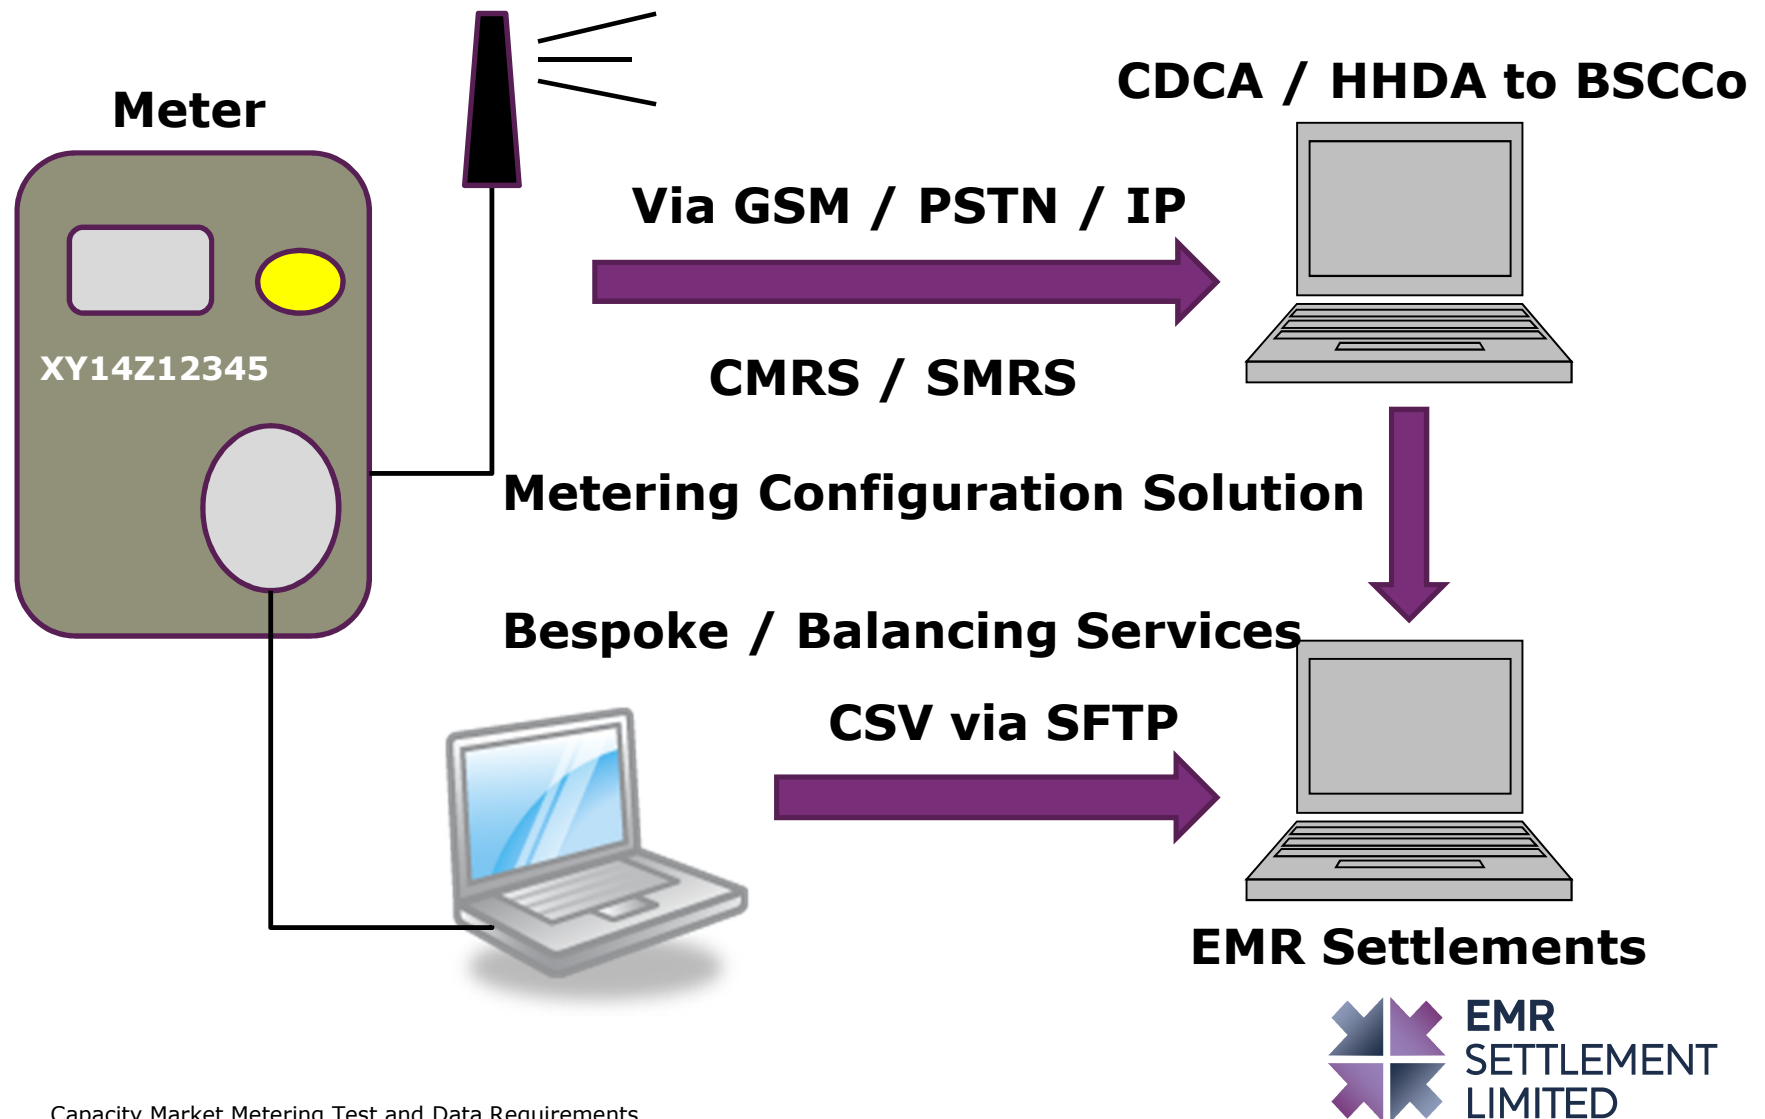 CDCA / HHDA to BSCCo
Meter
Via GSM / PSTN / IP
XY14Z12345
CMRS / SMRS
Metering Configuration Solution
Bespoke / Balancing Services
CSV via SFTP
EMR Settlements
EMR
SETTLEMENT
LIMITED
Capacity Market Metering Test and Data Requirements